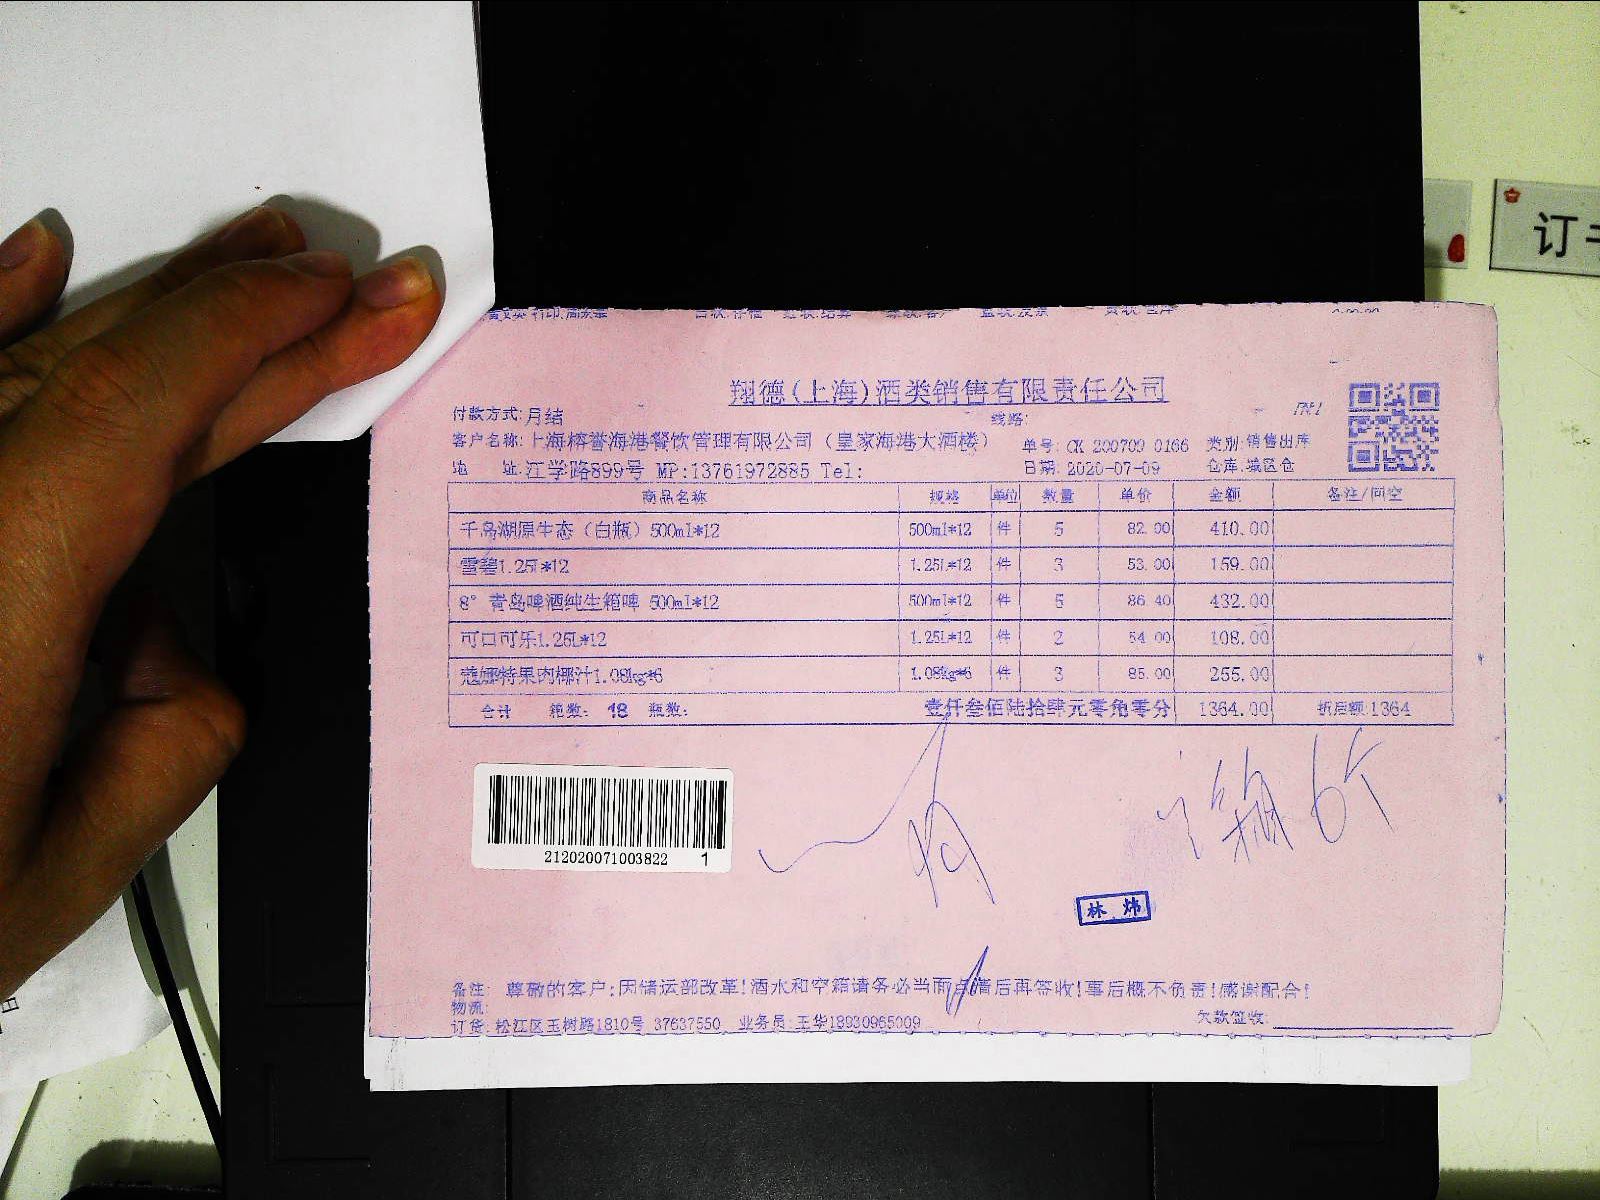 订
翔德(上海)酒类销售有限责任公司
付款方式:月结 线路:
客户名称:上海榕誉海港餐饮管理有限公司（皇家海港大酒楼） 单号: CK 200709 0166 类别:销售出库
地 址:江学路899号 MP:13761972885 Tel: 日期: 2020-07-09 仓库:城区仓
商品名称 规格 单位 数量 单价 金额 备注/回空
千岛湖原生态（白瓶）500ml*12 500ml*12 件 5 82.00 410.00
雪碧1.25l*12 1.25l*12 件 3 53.00 159.00
8° 青岛啤酒纯生箱啤 500ml*12 500ml*12 件 5 86.40 432.00
可口可乐1.25L*12 1.25L*12 件 2 54.00 108.00
蔻娜特果肉椰汁1.08kg*6 1.08kg*6 件 3 85.00 255.00
合计 箱数: 18 瓶数: 壹仟叁佰陆拾肆元零角零分 1364.00 折后额:1364
212020071003822 1
林 炜
备注: 尊敬的客户:因储运部改革!酒水和空箱请务必当面点清后再签收!事后概不负责!感谢配合!
物流:
订货: 松江区玉树路1810号 37637550 业务员:王华18930965009 欠款签收: